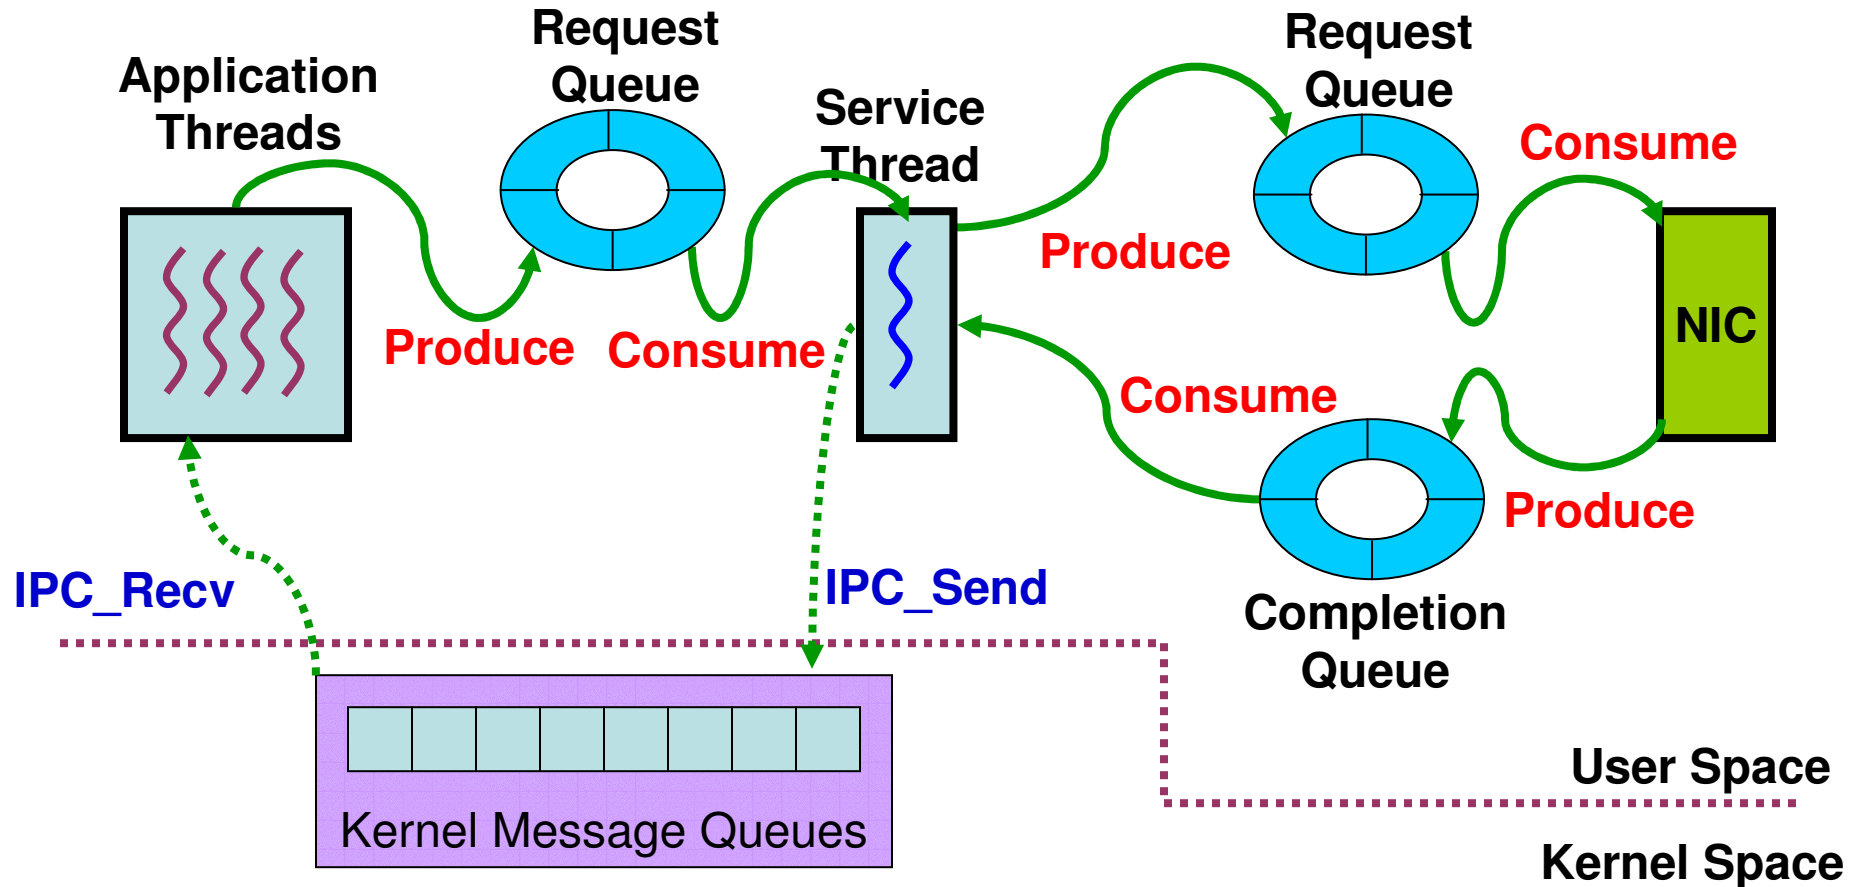 Request
Queue
Request
Queue
Application
Threads
Service
Thread
Consume
Produce
Produce
Consume
NIC
Consume
Produce
IPC_Recv
IPC_Send
Completion
Queue
User Space
Kernel Message Queues
Kernel Space